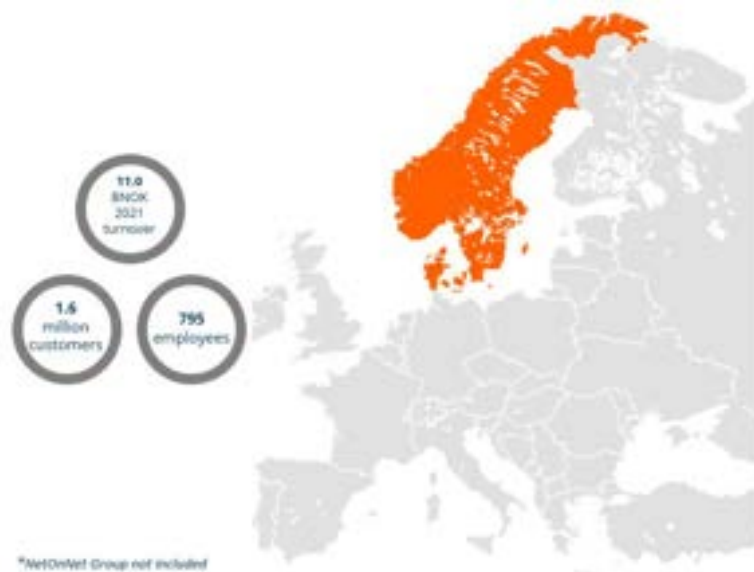 11.0
BNOK
2021
turnover
1.6
million
customers
795
employees
*NetOnNet Group not included